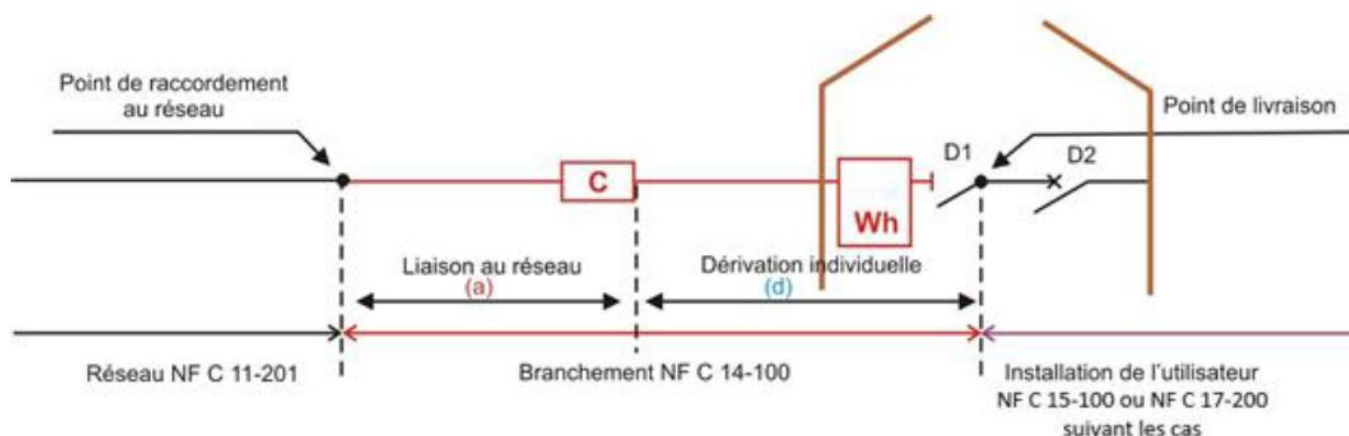 Point de raccordement
au réseau
Point de livraison
D1
D2
C
Wh
Liaison au réseau
(a)
Dérivation individuelle
(d)
Réseau NF C 11-201
Branchement NF C 14-100
Installation de l'utilisateur
NF C 15-100 ou NF C 17-200
suivant les cas